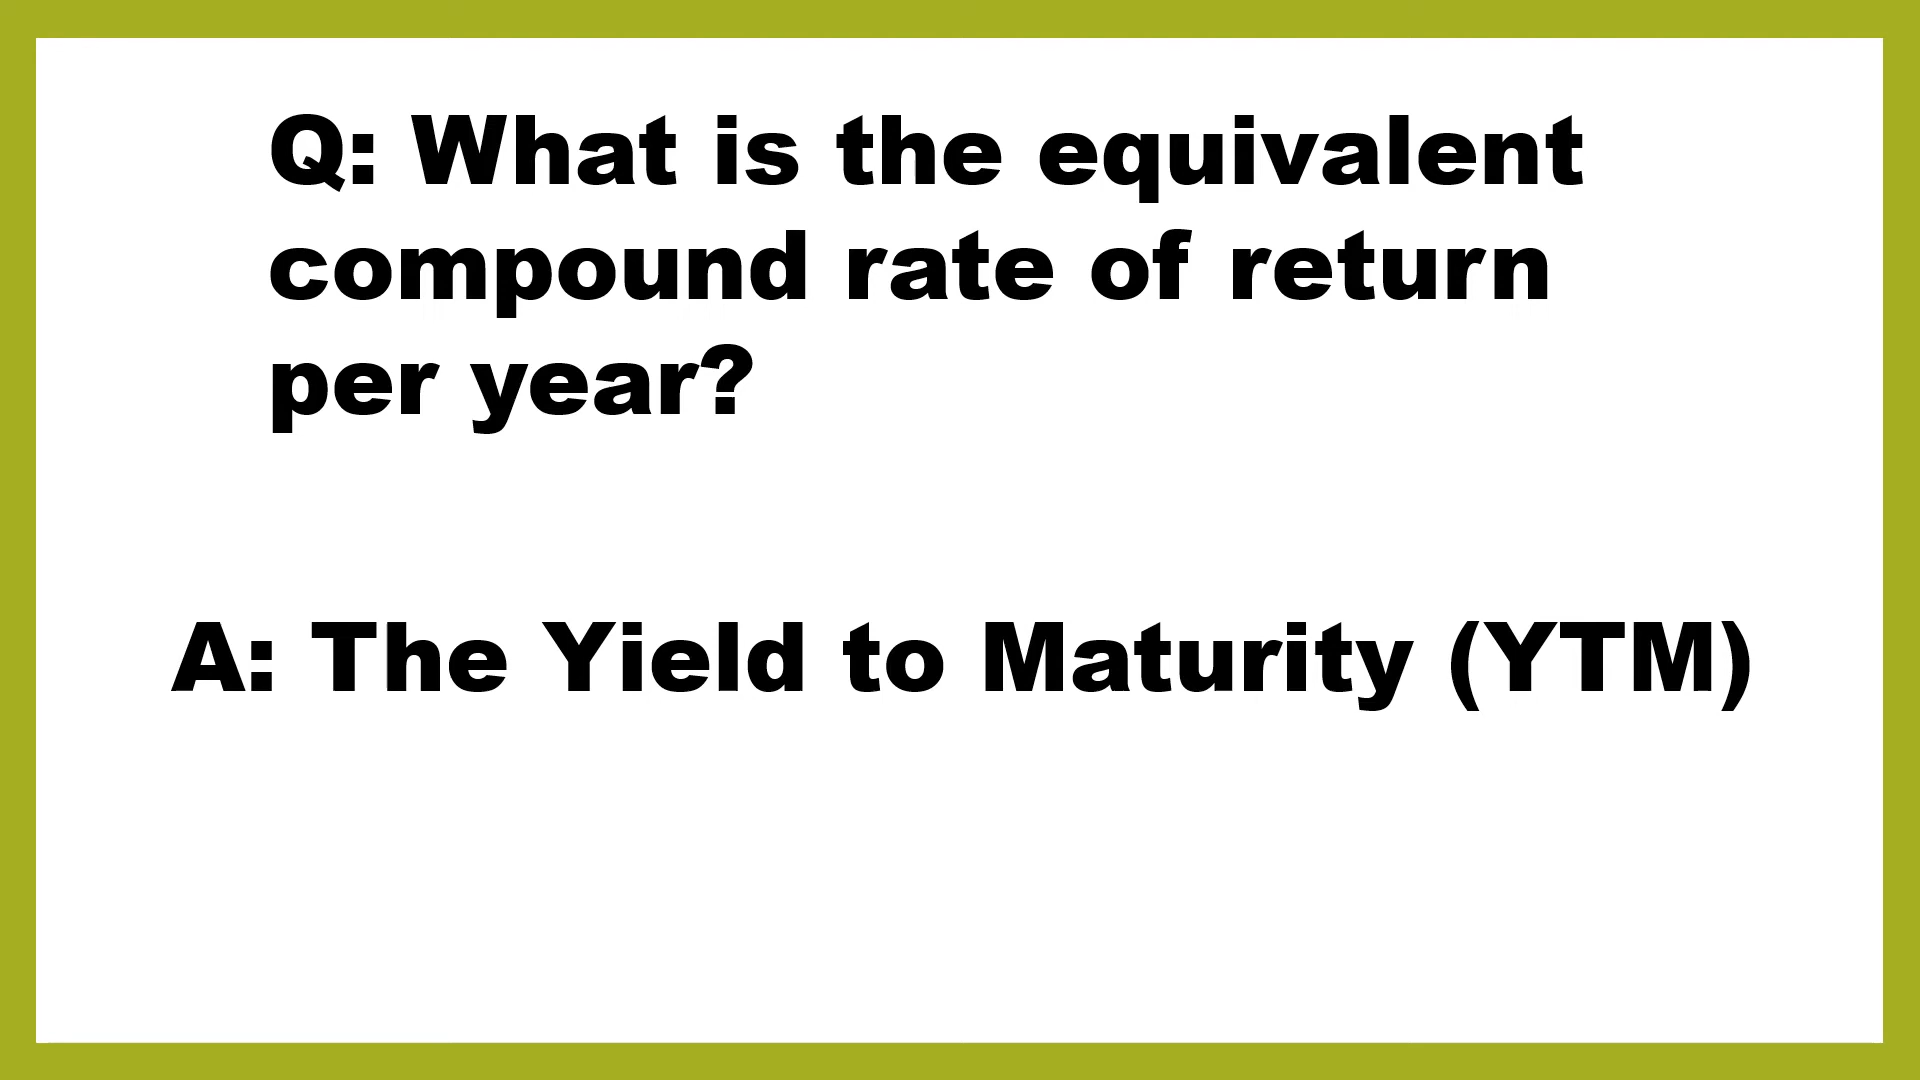 Q: What is the equivalent
compound rate of return
per year?
A: The Yield to Maturity (YTM)